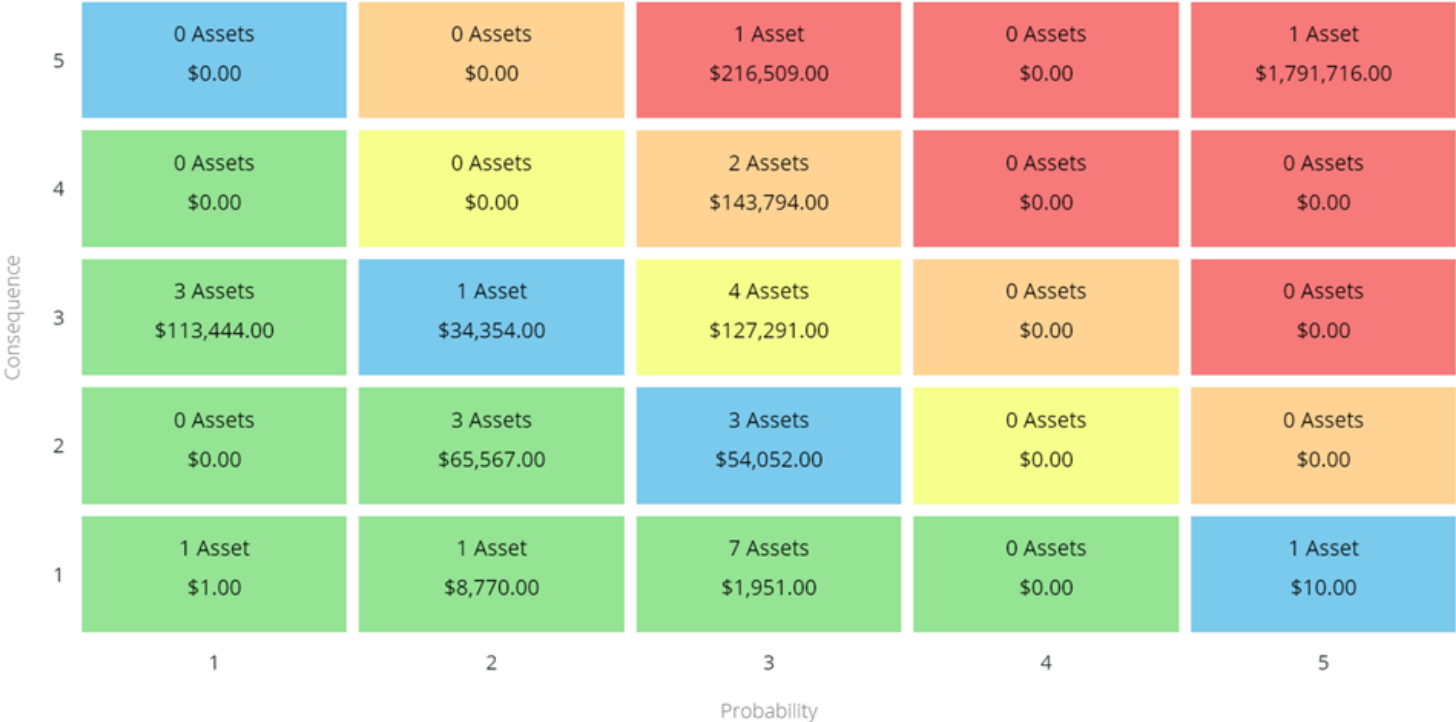 0 Assets 0 Assets 1 Asset 0 Assets 1 Asset
5
$0.00 $0.00 $216,509.00 $0.00 $1,791,716.00
0 Assets 0 Assets 2 Assets 0 Assets 0 Assets
4
$0.00 $0.00 $143,794.00 $0.00 $0.00
Consequence
3 Assets 1 Asset 4 Assets 0 Assets 0 Assets
3
$113,444.00 $34,354.00 $127,291.00 $0.00 $0.00
0 Assets 3 Assets 3 Assets 0 Assets 0 Assets
2
$0.00 $65,567.00 $54,052.00 $0.00 $0.00
1 Asset 1 Asset 7 Assets 0 Assets 1 Asset
1
$1.00 $8,770.00 $1,951.00 $0.00 $10.00
1 2 3 4 5
Probability